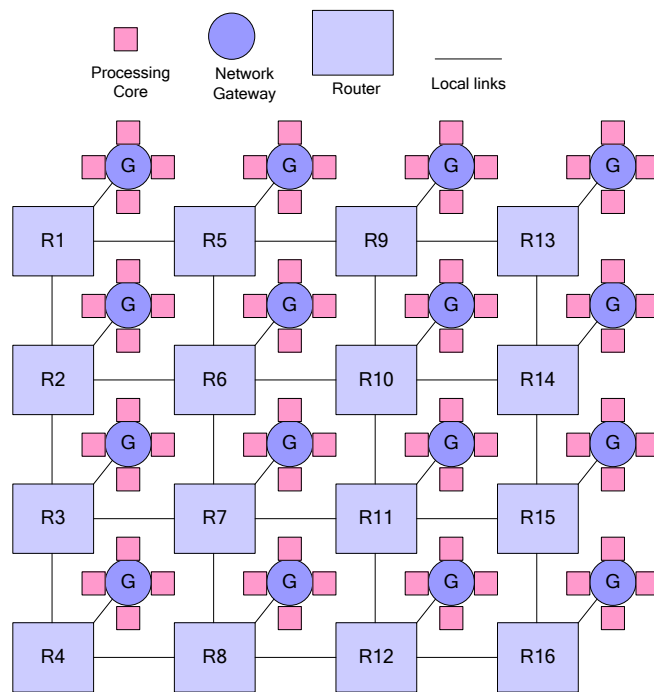 Processing
Core
Network
Gateway
Router
Local links
G G G G
R1 R5 R9 R13
G G G G
R2 R6 R10 R14
G G G G
R3 R7 R11 R15
G G G G
R4 R8 R12 R16